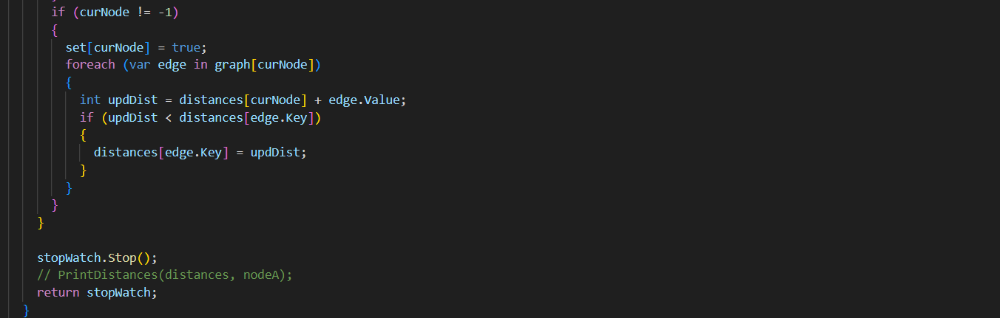 if (curNode != -1)
{
set[curNode] = true;
foreach (var edge in graph[curNode])
{
int updDist = distances[curNode] + edge.Value;
if (updDist < distances[edge.Key])
{
distances[edge.Key] = updDist;
}
}
}
}
stopWatch.Stop();
// PrintDistances(distances, nodeA);
return stopWatch;
}